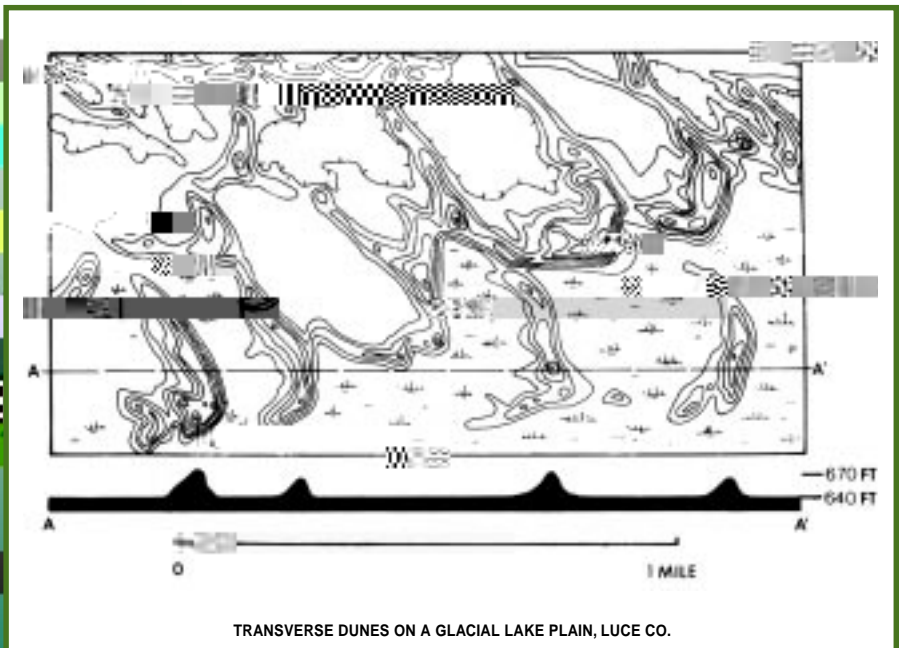 A A'
670 FT
640 FT
A A'
0 1 MILE
TRANSVERSE DUNES ON A GLACIAL LAKE PLAIN, LUCE CO.